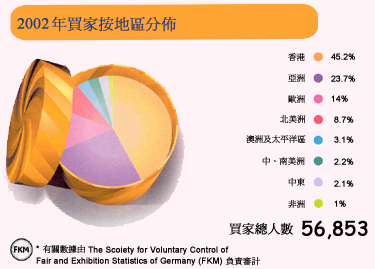 2002年買家按地區分佈
香港 45.2%
亞洲 23.7%
歐洲 14%
北美洲 8.7%
澳洲及太平洋區 3.1%
中、南美洲 2.2%
中東 2.1%
非洲 1%
買家總人數 56,853
FKM * 有關數據由 The Scoiety for Voluntary Control of
Fair and Exhibition Statistics of Germany (FKM) 負責審計